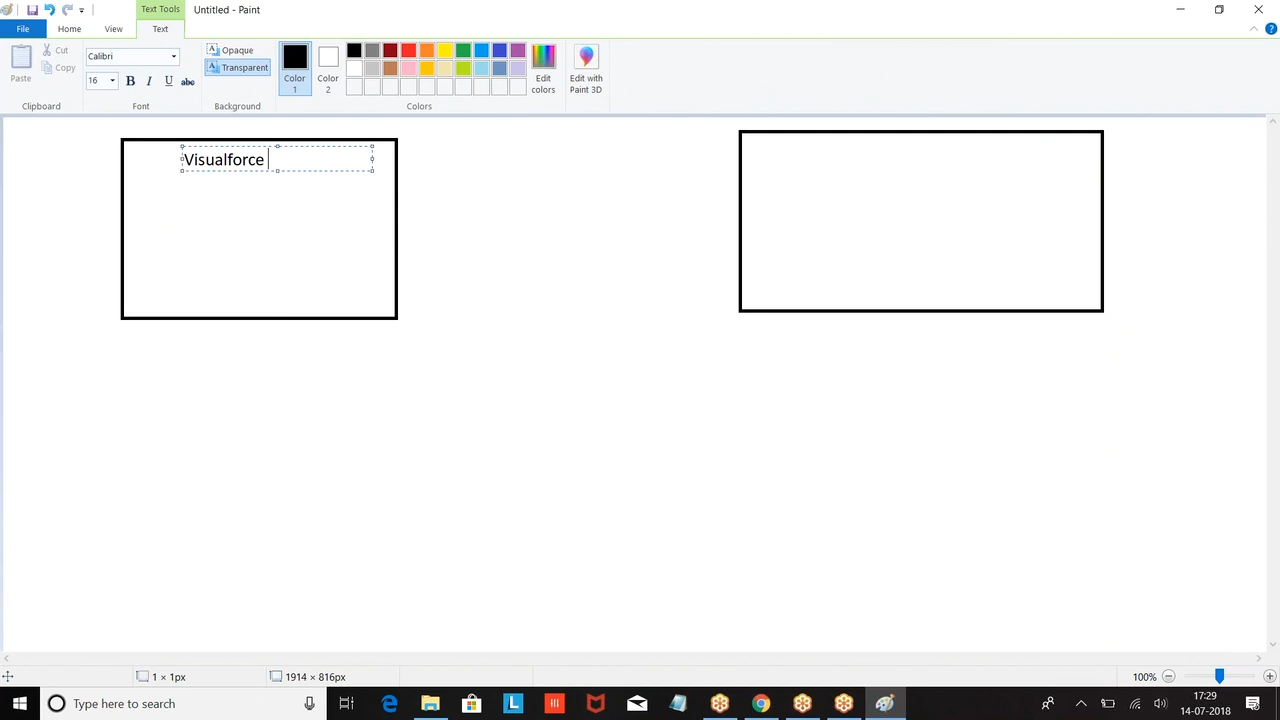 Text Tools
Untitled - Paint
File
Home
View
Text
Paste
Cut
Copy
Clipboard
Calibri
16
B I U abc
Font
Opaque
Transparent
Background
Color 1
Color 2
Edit colors
Colors
Edit with Paint 3D
Visualforce
1 × 1px
1914 × 816px
100%
Type here to search
L
17:29
14-07-2018